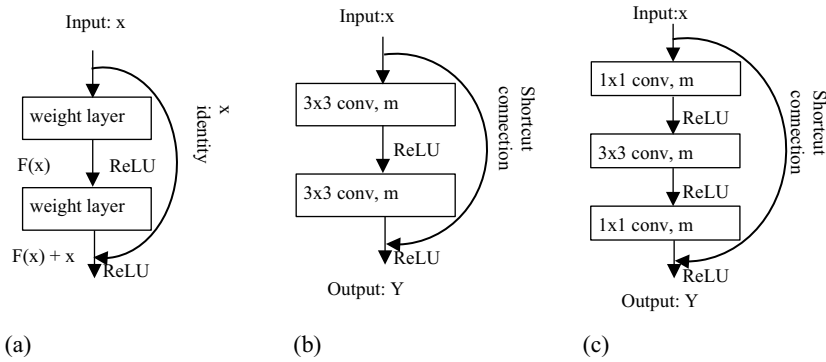 Input: x
weight layer
F(x)
ReLU
weight layer
F(x) + x
ReLU
x
identity
(a)
Input:x
3x3 conv, m
ReLU
3x3 conv, m
ReLU
Output: Y
Shortcut
connection
(b)
Input:x
1x1 conv, m
ReLU
3x3 conv, m
ReLU
1x1 conv, m
ReLU
Output: Y
Shortcut
connection
(c)